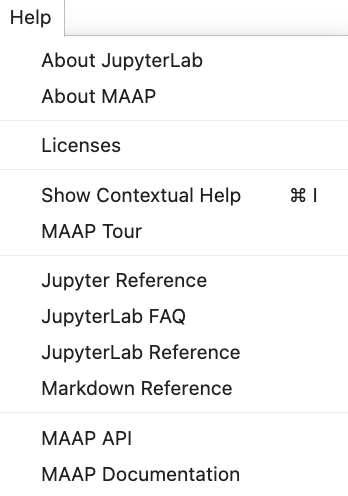 Help
About JupyterLab
About MAAP
Licenses
Show Contextual Help ⌘ I
MAAP Tour
Jupyter Reference
JupyterLab FAQ
JupyterLab Reference
Markdown Reference
MAAP API
MAAP Documentation